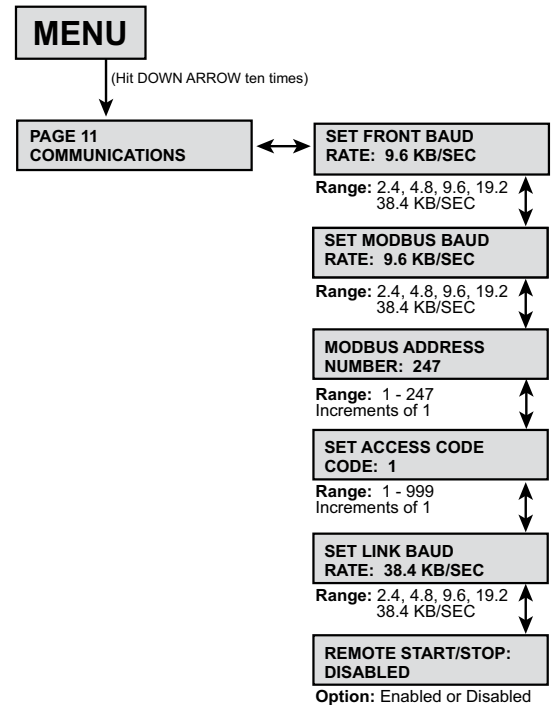 MENU
(Hit DOWN ARROW ten times)
PAGE 11
COMMUNICATIONS
SET FRONT BAUD
RATE: 9.6 KB/SEC
Range: 2.4, 4.8, 9.6, 19.2
38.4 KB/SEC
SET MODBUS BAUD
RATE: 9.6 KB/SEC
Range: 2.4, 4.8, 9.6, 19.2
38.4 KB/SEC
MODBUS ADDRESS
NUMBER: 247
Range: 1 - 247
Increments of 1
SET ACCESS CODE
CODE: 1
Range: 1 - 999
Increments of 1
SET LINK BAUD
RATE: 38.4 KB/SEC
Range: 2.4, 4.8, 9.6, 19.2
38.4 KB/SEC
REMOTE START/STOP:
DISABLED
Option: Enabled or Disabled